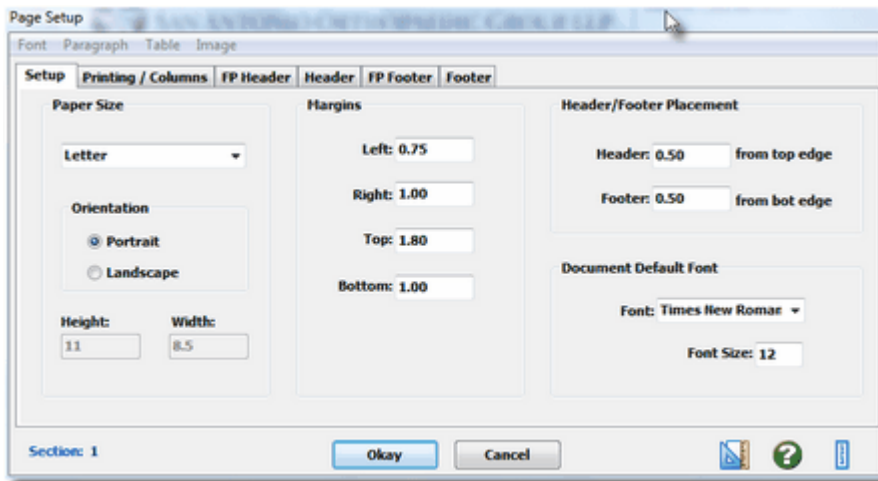 Page Setup
Font Paragraph Table Image
Setup Printing / Columns FP Header Header FP Footer Footer
Paper Size
Letter
Orientation
Portrait
Landscape
Height: Width:
11 8.5
Margins
Left: 0.75
Right: 1.00
Top: 1.80
Bottom: 1.00
Header/Footer Placement
Header: 0.50 from top edge
Footer: 0.50 from bot edge
Document Default Font
Font: Times New Romar
Font Size: 12
Section: 1
Okay Cancel